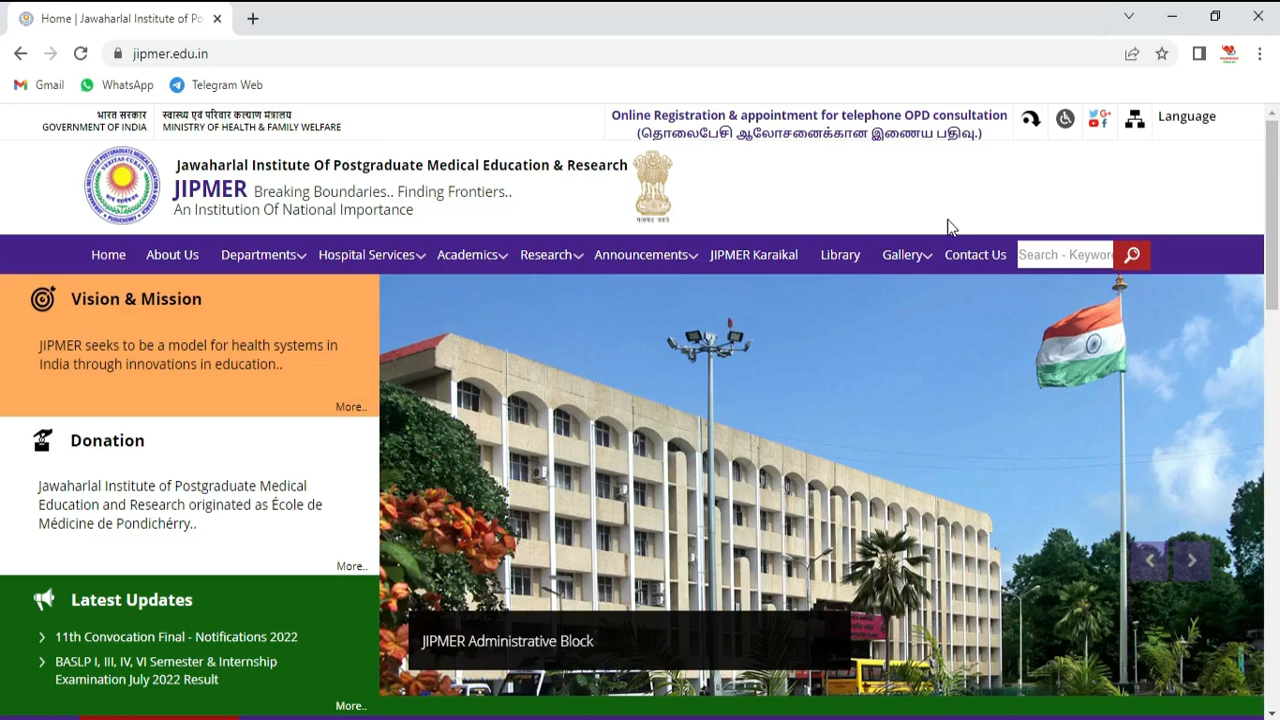 Home | Jawaharlal Institute of Po
jipmer.edu.in
Gmail
WhatsApp
Telegram Web
भारत सरकार
GOVERNMENT OF INDIA
स्वास्थ्य एवं परिवार कल्याण मंत्रालय
MINISTRY OF HEALTH & FAMILY WELFARE
Online Registration & appointment for telephone OPD consultation
(தொலைபேசி ஆலோசனைக்கான இணைய பதிவு.)
Language
Jawaharlal Institute Of Postgraduate Medical Education & Research
JIPMER Breaking Boundaries.. Finding Frontiers..
An Institution Of National Importance
Home About Us Departments Hospital Services Academics Research Announcements JIPMER Karaikal Library Gallery Contact Us Search - Keyword
Vision & Mission
JIPMER seeks to be a model for health systems in
India through innovations in education..
More..
Donation
Jawaharlal Institute of Postgraduate Medical
Education and Research originated as École de
Médicine de Pondichérry..
More..
Latest Updates
11th Convocation Final - Notifications 2022
BASLP I, III, IV, VI Semester & Internship
Examination July 2022 Result
More..
JIPMER Administrative Block